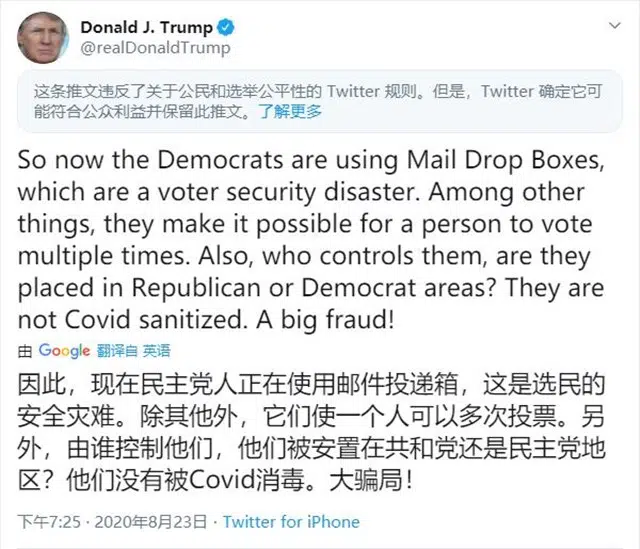 Donald J. Trump
@realDonaldTrump
这条推文违反了关于公民和选举公平性的 Twitter 规则。但是，Twitter 确定它可
能符合公众利益并保留此推文。了解更多
So now the Democrats are using Mail Drop Boxes,
which are a voter security disaster. Among other
things, they make it possible for a person to vote
multiple times. Also, who controls them, are they
placed in Republican or Democrat areas? They are
not Covid sanitized. A big fraud!
由 Google 翻译自 英语
因此，现在民主党人正在使用邮件投递箱，这是选民的
安全灾难。除其他外，它们使一个人可以多次投票。另
外，由谁控制他们，他们被安置在共和党还是民主党地
区？他们没有被Covid消毒。大骗局！
下午7:25 · 2020年8月23日 · Twitter for iPhone